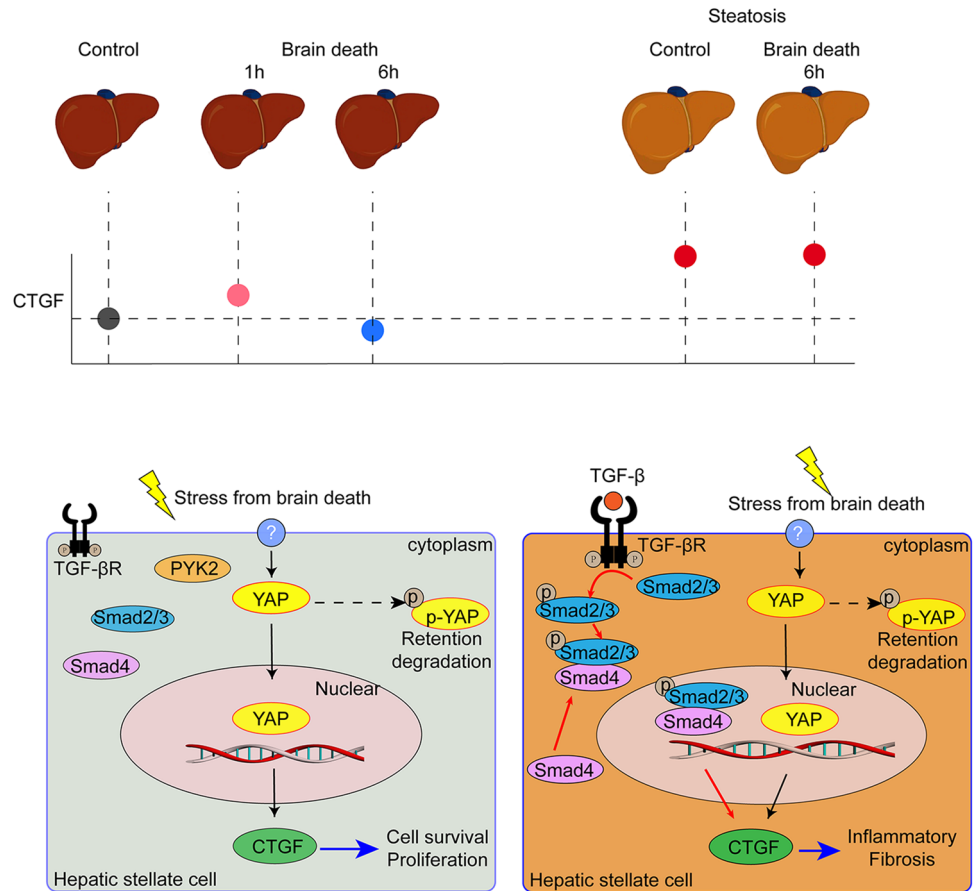 Steatosis
Control
Brain death
1h
6h
Control
Brain death
6h
CTGF
Stress from brain death
?
cytoplasm
P
P
TGF-βR
PYK2
YAP
p
p-YAP
Retention
degradation
Smad2/3
Smad4
Nuclear
YAP
CTGF
Cell survival
Proliferation
Hepatic stellate cell
TGF-β
Stress from brain death
?
cytoplasm
P
P
TGF-βR
Smad2/3
p
Smad2/3
p
Smad2/3
Smad4
Smad4
YAP
p
p-YAP
Retention
degradation
Nuclear
p
Smad2/3
Smad4
YAP
CTGF
Inflammatory
Fibrosis
Hepatic stellate cell